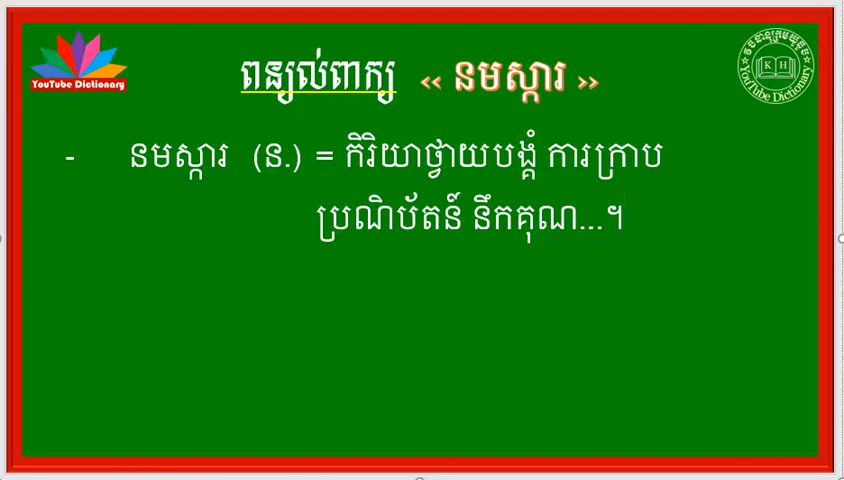 ពន្យល់ពាក្យ ‹‹ នមស្ការ ››
YouTube Dictionary
YouTube Dictionary
K H
- នមស្ការ (ន.) = កិរិយាថ្វាយបង្គំ ការក្រាប
ប្រណិប័តន៍ នឹកគុណ...។